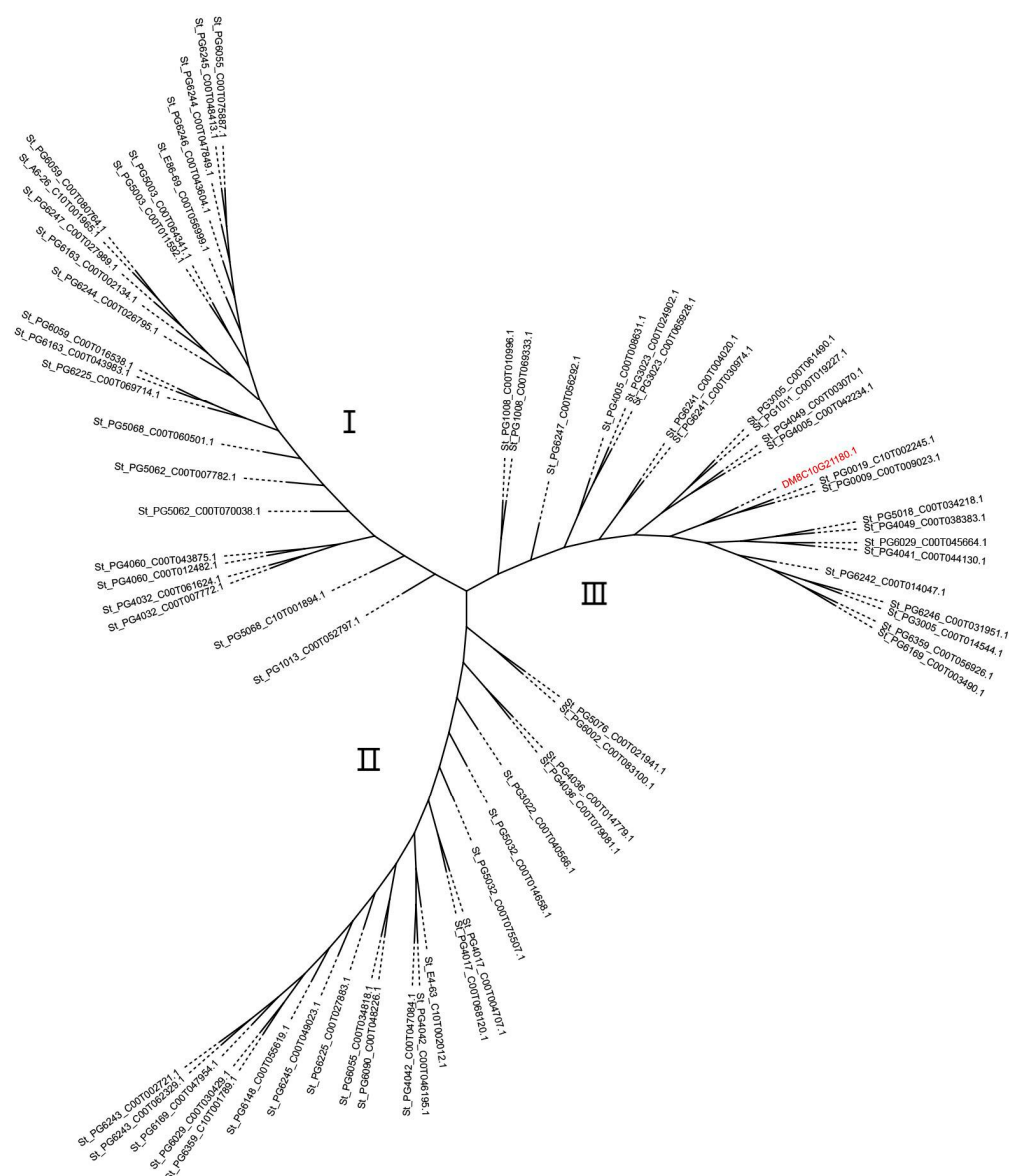 St_PG6055_C00T075887.1
St_PG6245_C00T048413.1
St_PG6244_C00T047849.1
St_PG6246_C00T043604.1
St_E86-69_C00T056999.1
St_PG5003_C00T064341.1
St_PG5003_C00T011592.1
St_PG6059_C00T080764.1
St_A6-26_C10T001965.1
St_PG6247_C00T027989.1
St_PG6163_C00T002134.1
St_PG6244_C00T026795.1
St_PG6059_C00T016538.1
St_PG6163_C00T043983.1
St_PG6225_C00T069714.1
St_PG5068_C00T060501.1
St_PG5062_C00T007782.1
St_PG5062_C00T070038.1
St_PG4060_C00T043875.1
St_PG4060_C00T012482.1
St_PG4032_C00T061624.1
St_PG4032_C00T007772.1
St_PG5068_C10T001894.1
St_PG1013_C00T052797.1
I
St_PG1008_C00T010996.1
St_PG1008_C00T069333.1
St_PG6247_C00T056292.1
St_PG4005_C00T008631.1
St_PG3023_C00T024902.1
St_PG3023_C00T065928.1
St_PG6241_C00T004020.1
St_PG6241_C00T030974.1
St_PG3005_C00T061490.1
St_PG1011_C00T019227.1
St_PG4049_C00T003070.1
St_PG4005_C00T042234.1
DM8C10G21180.1
St_PG0019_C10T002245.1
St_PG0009_C00T009023.1
St_PG5018_C00T034218.1
St_PG4049_C00T038383.1
St_PG6029_C00T045664.1
St_PG4041_C00T044130.1
St_PG6242_C00T014047.1
St_PG6246_C00T031951.1
St_PG3005_C00T014544.1
St_PG6359_C00T056926.1
St_PG6169_C00T003490.1
III
St_PG5076_C00T021941.1
St_PG6002_C00T083100.1
St_PG4036_C00T014779.1
St_PG4036_C00T079081.1
St_PG3022_C00T040566.1
St_PG5032_C00T014658.1
St_PG5032_C00T075507.1
St_PG4017_C00T004707.1
St_PG4017_C00T068120.1
St_E4-63_C10T002012.1
St_PG4042_C00T046195.1
St_PG4042_C00T047084.1
St_PG6090_C00T048226.1
St_PG6055_C00T034818.1
St_PG6225_C00T027883.1
St_PG6245_C00T049023.1
St_PG6148_C00T055619.1
St_PG6359_C10T001789.1
St_PG6029_C00T030429.1
St_PG6169_C00T047954.1
St_PG6243_C00T062329.1
St_PG6243_C00T002721.1
II